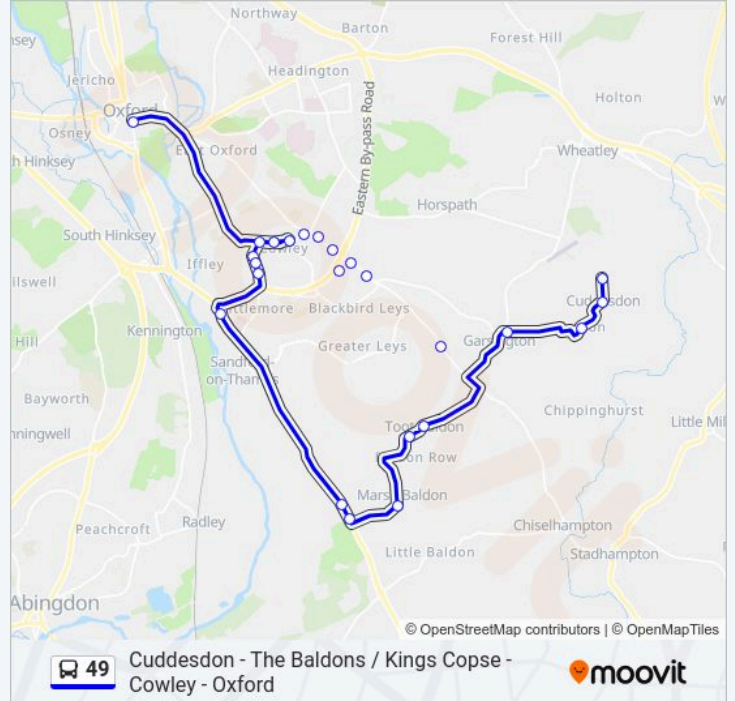 Northway
Barton
Forest Hill
Jericho
Headington
Holton
Oxford
Osney
East Oxford
Wheatley
Eastern By-pass Road
Horspath
South Hinksey
Cowley
Iffley
Cuddesdon
Kennington
Littlemore
Blackbird Leys
Garsington
Hill
Greater Leys
Sandford-
on-Thames
Bayworth
Chippinghurst
Toot Baldon
Little Mil
nningwell
Baldon Row
Marsh Baldon
Peachcroft
Radley
Chiselhampton
Little Baldon
Stadhampton
Abingdon
© OpenStreetMap contributors | © OpenMapTiles
49
Cuddesdon - The Baldons / Kings Copse -
Cowley - Oxford
moovit